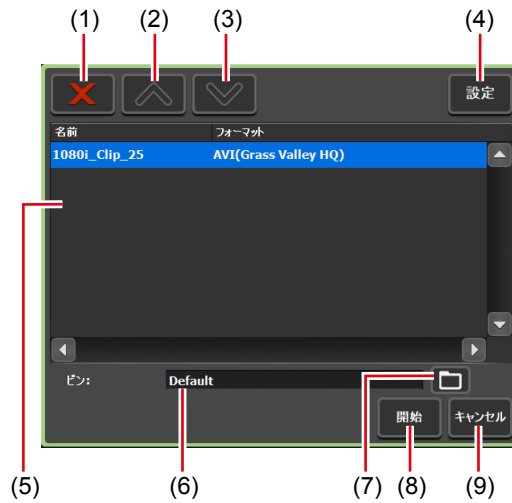 (1) (2) (3) (4)
設定
名前 フォーマット
1080i_Clip_25 AVI(Grass Valley HQ)
ビン: Default
開始 キャンセル
(5) (6) (7) (8) (9)